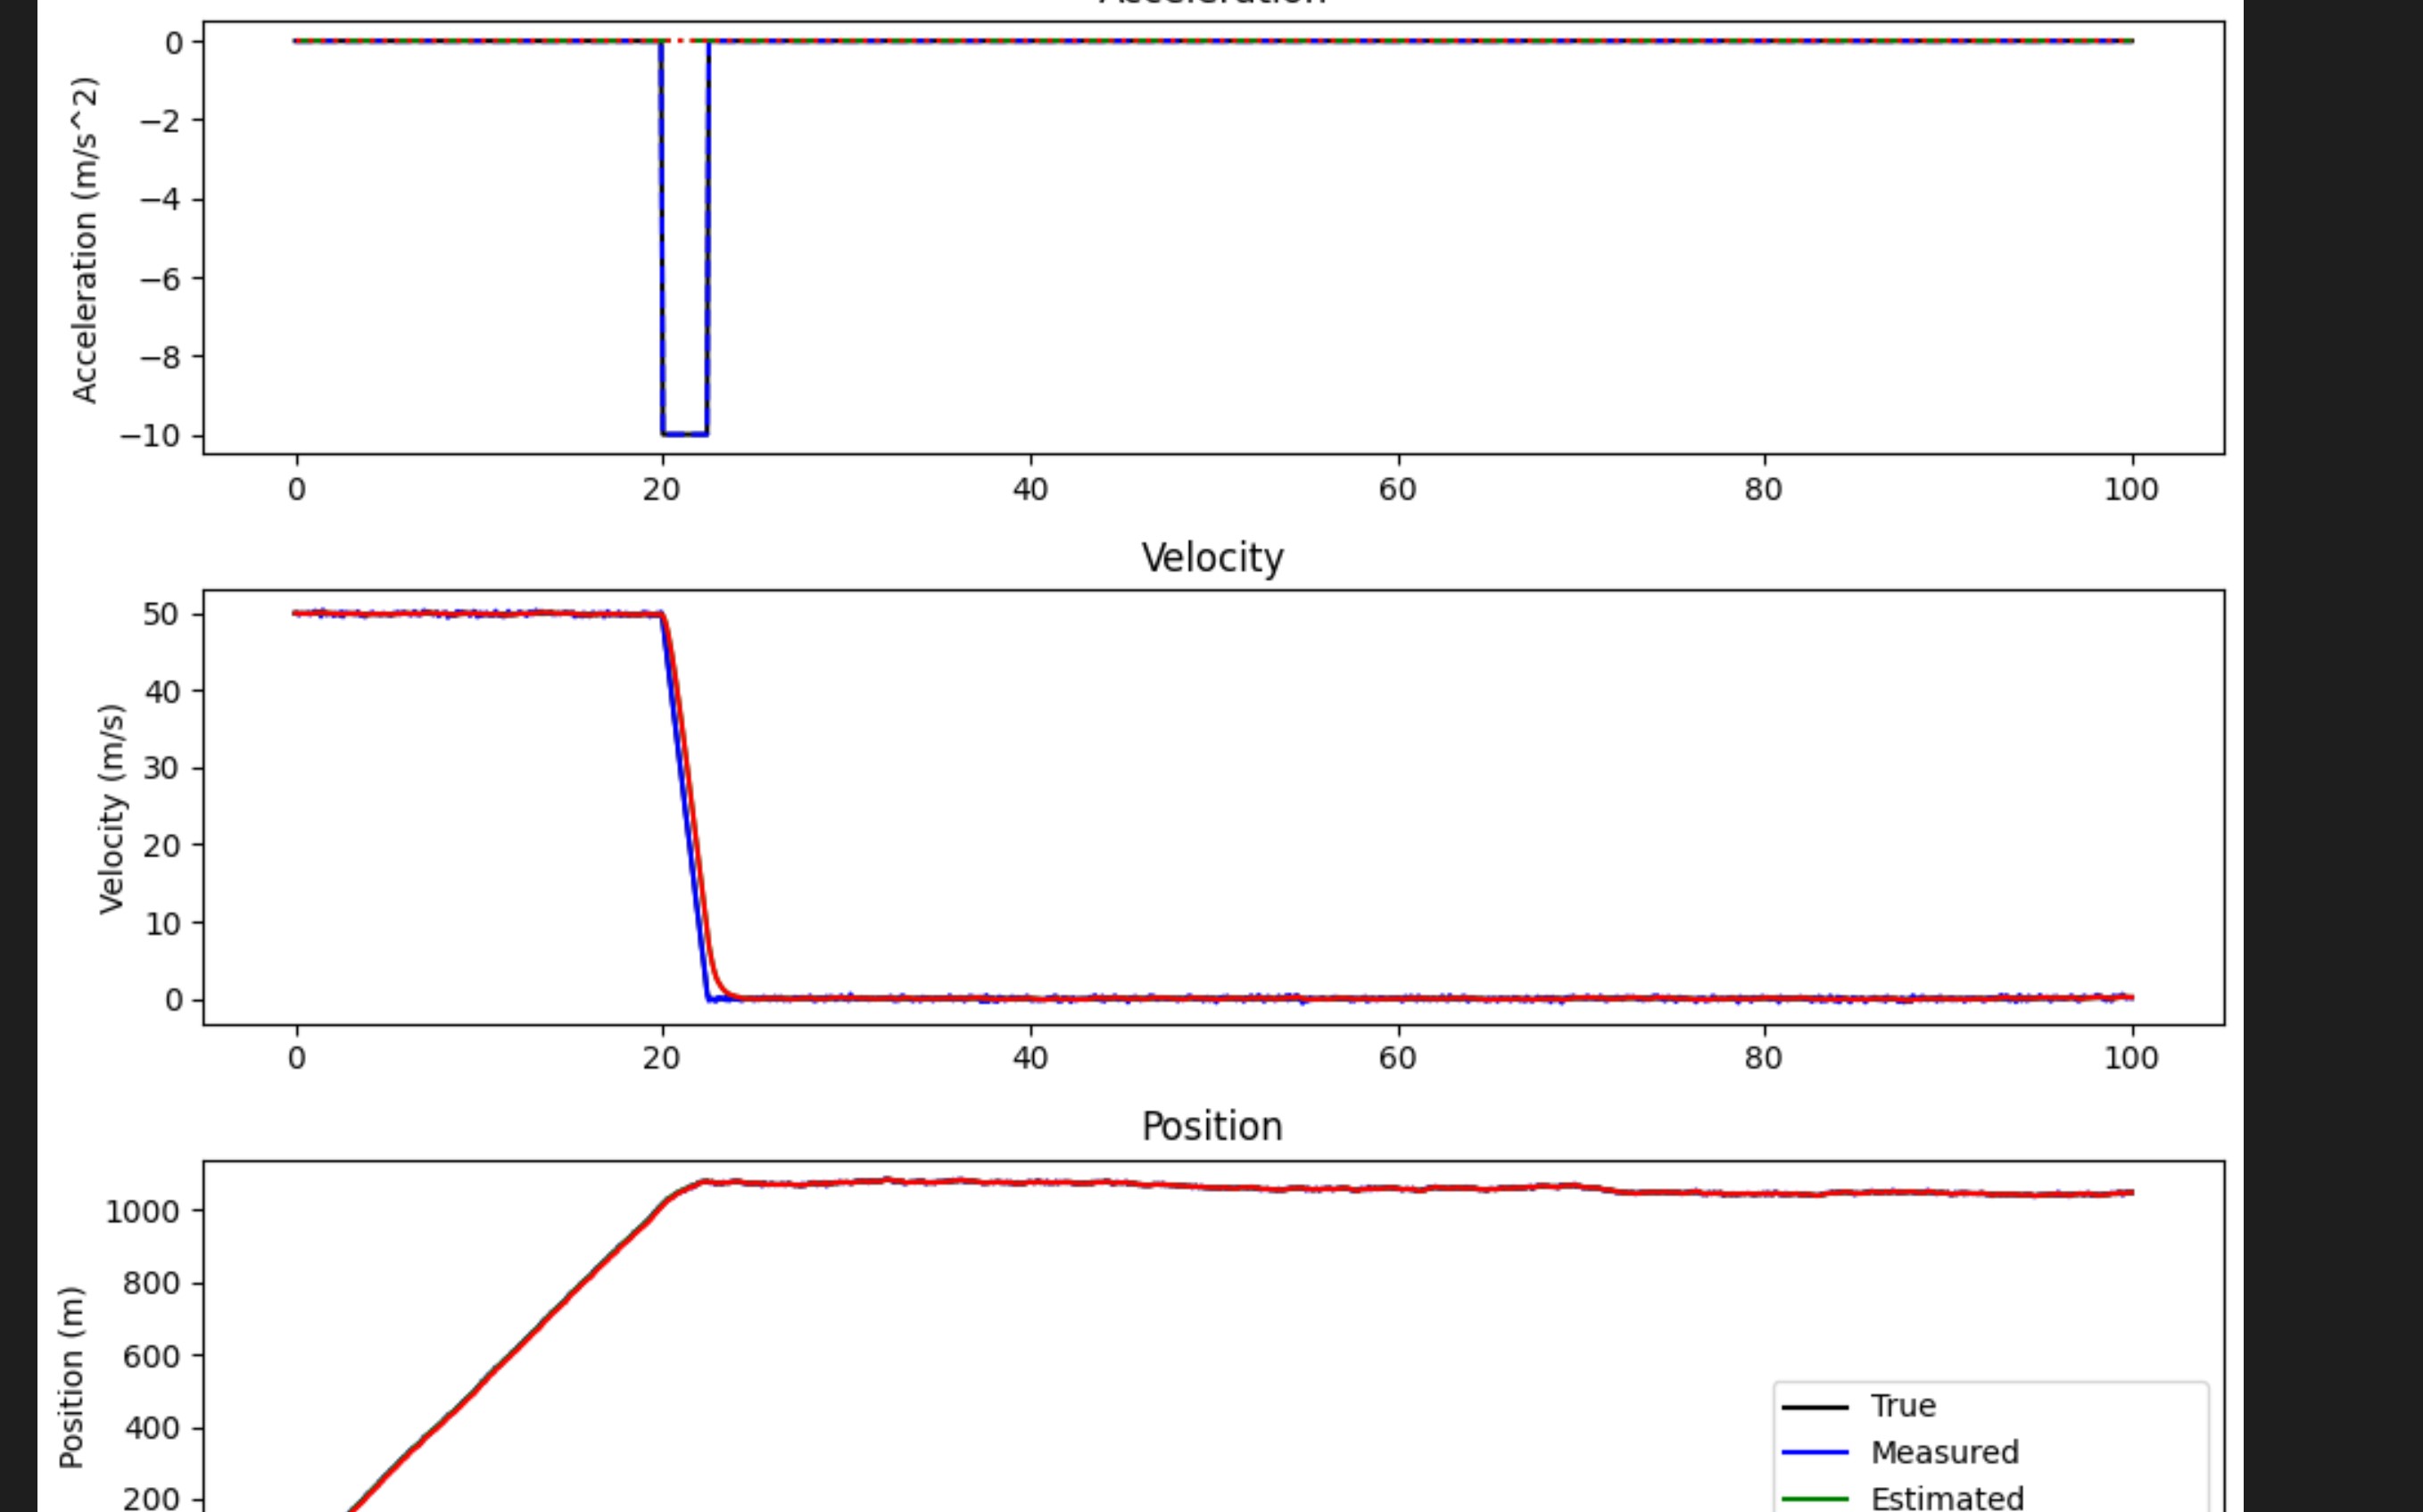 Acceleration
0
−2
−4
−6
−8
−10
Acceleration (m/s^2)
0 20 40 60 80 100
Velocity
50
40
30
20
10
0
Velocity (m/s)
0 20 40 60 80 100
Position
1000
800
600
400
200
Position (m)
True
Measured
Estimated